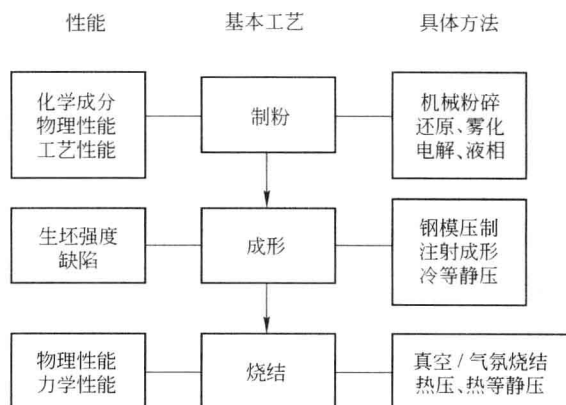 性能
基本工艺
具体方法
化学成分
物理性能
工艺性能
制粉
机械粉碎
还原、雾化
电解、液相
生坯强度
缺陷
成形
钢模压制
注射成形
冷等静压
物理性能
力学性能
烧结
真空/气氛烧结
热压、热等静压